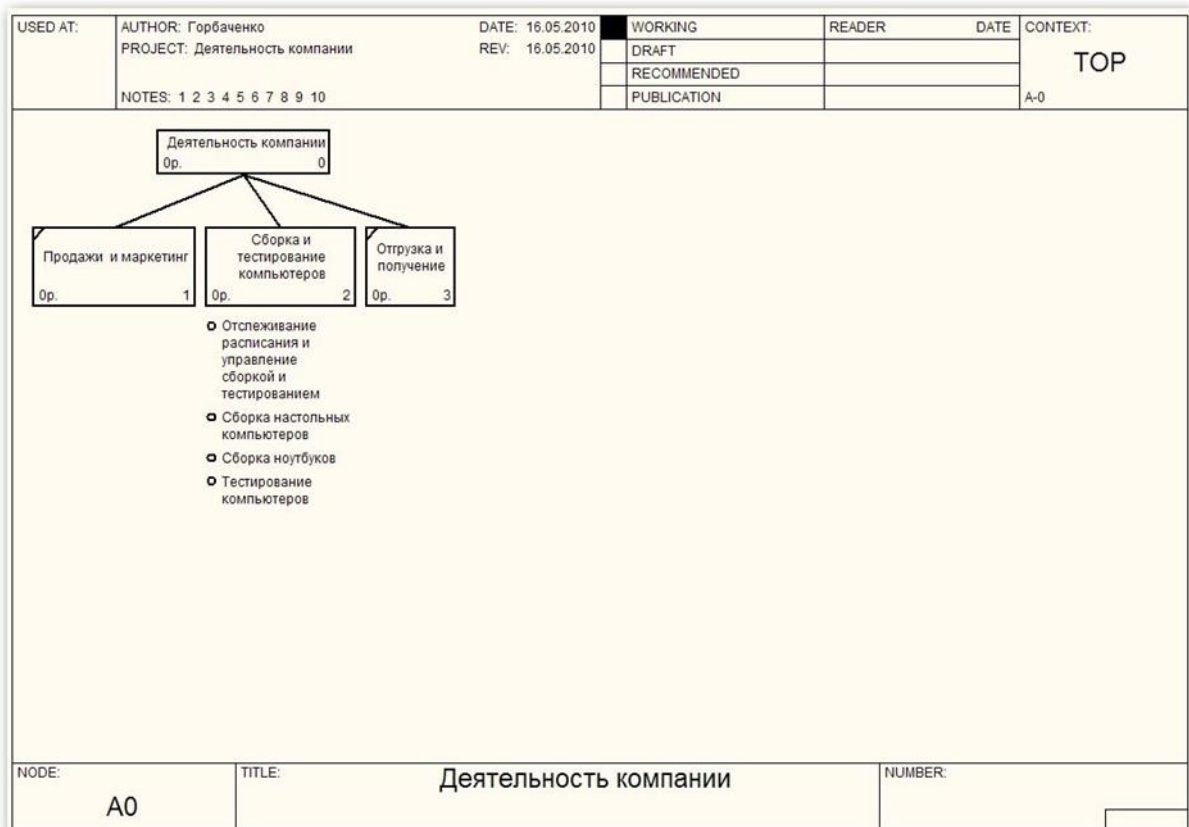 USED AT:
AUTHOR: Горбаченко
DATE: 16.05.2010
PROJECT: Деятельность компании
REV: 16.05.2010
NOTES: 1 2 3 4 5 6 7 8 9 10
WORKING
DRAFT
RECOMMENDED
PUBLICATION
READER
DATE
CONTEXT:
TOP
A-0
Деятельность компании
0р.
0
Продажи и маркетинг
0р.
1
Сборка и
тестирование
компьютеров
0р.
2
Отгрузка и
получение
0р.
3
Отслеживание
расписания и
управление
сборкой и
тестированием
Сборка настольных
компьютеров
Сборка ноутбуков
Тестирование
компьютеров
NODE:
A0
TITLE:
Деятельность компании
NUMBER: